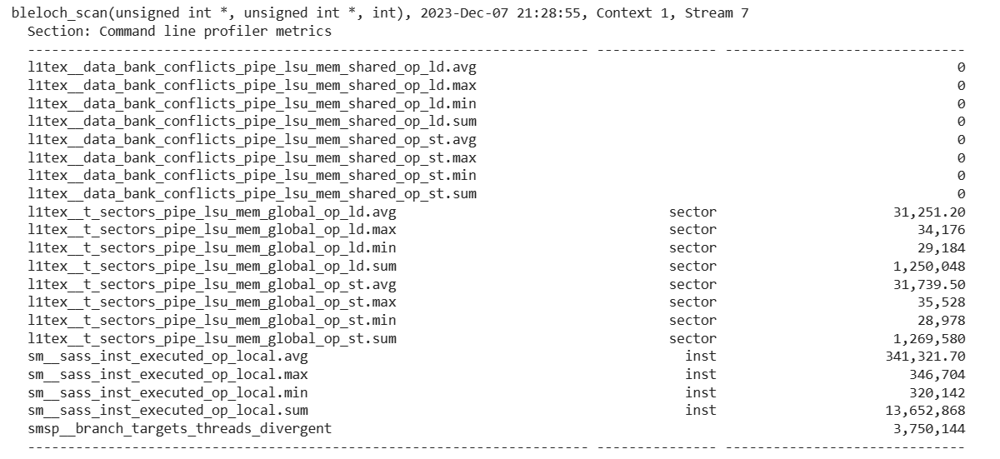 bleloch_scan(unsigned int *, unsigned int *, int), 2023-Dec-07 21:28:55, Context 1, Stream 7
Section: Command line profiler metrics
---------------------------------------------------------------------- --------------- ------------------------------
l1tex__data_bank_conflicts_pipe_lsu_mem_shared_op_ld.avg 0
l1tex__data_bank_conflicts_pipe_lsu_mem_shared_op_ld.max 0
l1tex__data_bank_conflicts_pipe_lsu_mem_shared_op_ld.min 0
l1tex__data_bank_conflicts_pipe_lsu_mem_shared_op_ld.sum 0
l1tex__data_bank_conflicts_pipe_lsu_mem_shared_op_st.avg 0
l1tex__data_bank_conflicts_pipe_lsu_mem_shared_op_st.max 0
l1tex__data_bank_conflicts_pipe_lsu_mem_shared_op_st.min 0
l1tex__data_bank_conflicts_pipe_lsu_mem_shared_op_st.sum 0
l1tex__t_sectors_pipe_lsu_mem_global_op_ld.avg sector 31,251.20
l1tex__t_sectors_pipe_lsu_mem_global_op_ld.max sector 34,176
l1tex__t_sectors_pipe_lsu_mem_global_op_ld.min sector 29,184
l1tex__t_sectors_pipe_lsu_mem_global_op_ld.sum sector 1,250,048
l1tex__t_sectors_pipe_lsu_mem_global_op_st.avg sector 31,739.50
l1tex__t_sectors_pipe_lsu_mem_global_op_st.max sector 35,528
l1tex__t_sectors_pipe_lsu_mem_global_op_st.min sector 28,978
l1tex__t_sectors_pipe_lsu_mem_global_op_st.sum sector 1,269,580
sm__sass_inst_executed_op_local.avg inst 341,321.70
sm__sass_inst_executed_op_local.max inst 346,704
sm__sass_inst_executed_op_local.min inst 320,142
sm__sass_inst_executed_op_local.sum inst 13,652,868
smsp__branch_targets_threads_divergent 3,750,144
---------------------------------------------------------------------- --------------- ------------------------------